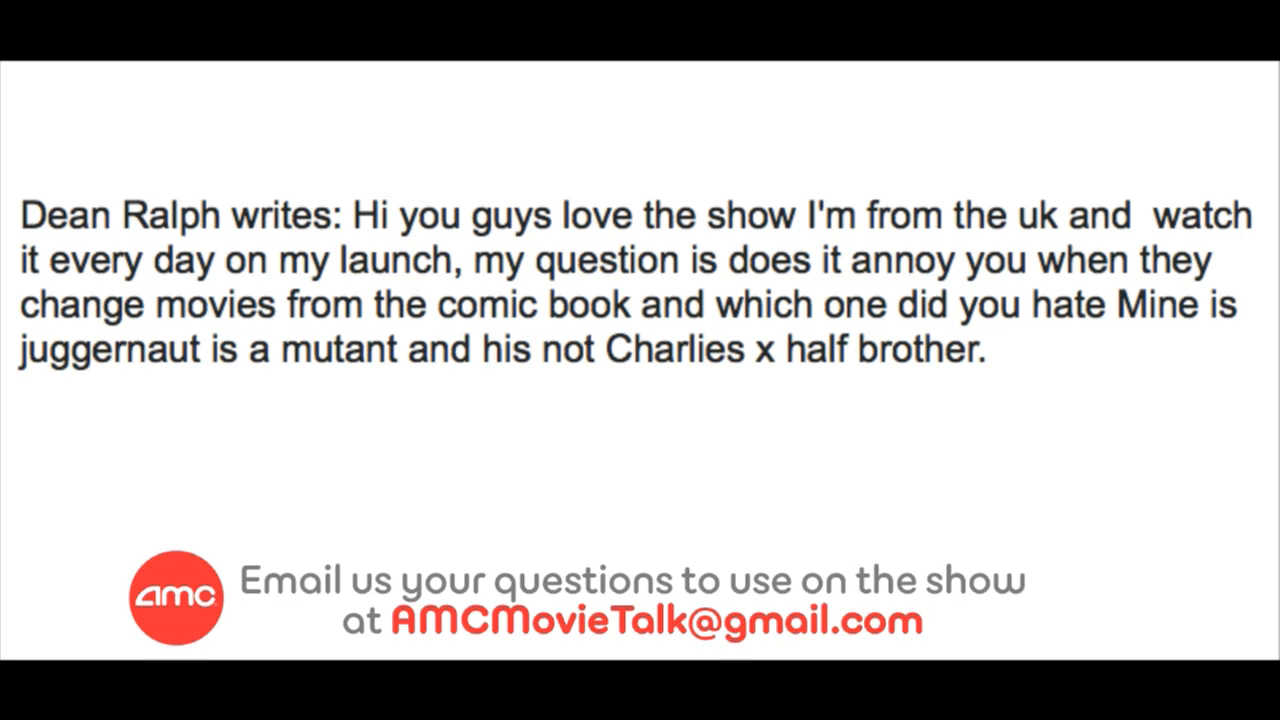 Dean Ralph writes: Hi you guys love the show I'm from the uk and  watch
it every day on my launch, my question is does it annoy you when they
change movies from the comic book and which one did you hate Mine is
juggernaut is a mutant and his not Charlies x half brother.
amc
Email us your questions to use on the show
at AMCMovieTalk@gmail.com